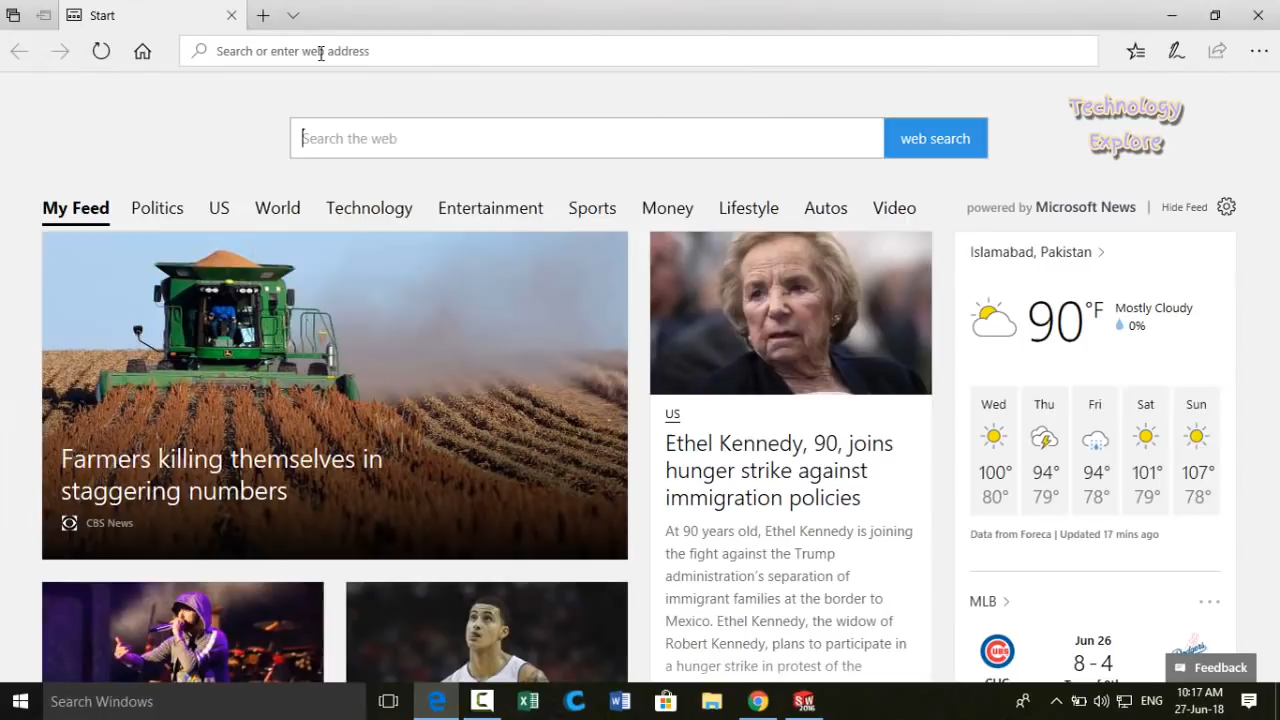 Start
Search or enter web address
Technology
Explore
Search the web
web search
My Feed Politics US World Technology Entertainment Sports Money Lifestyle Autos Video
powered by Microsoft News | Hide Feed
Farmers killing themselves in
staggering numbers
CBS News
US
Ethel Kennedy, 90, joins
hunger strike against
immigration policies
At 90 years old, Ethel Kennedy is joining
the fight against the Trump
administration's separation of
immigrant families at the border to
Mexico. Ethel Kennedy, the widow of
Robert Kennedy, plans to participate in
a hunger strike in protest of the
Islamabad, Pakistan
90 °F
Mostly Cloudy
0%
Wed Thu Fri Sat Sun
100° 94° 94° 101° 107°
80° 79° 78° 79° 78°
Data from Foreca | Updated 17 mins ago
MLB
Jun 26
8 - 4
Dodgers
Feedback
Search Windows
SW
2016
ENG
10:17 AM
27-Jun-18